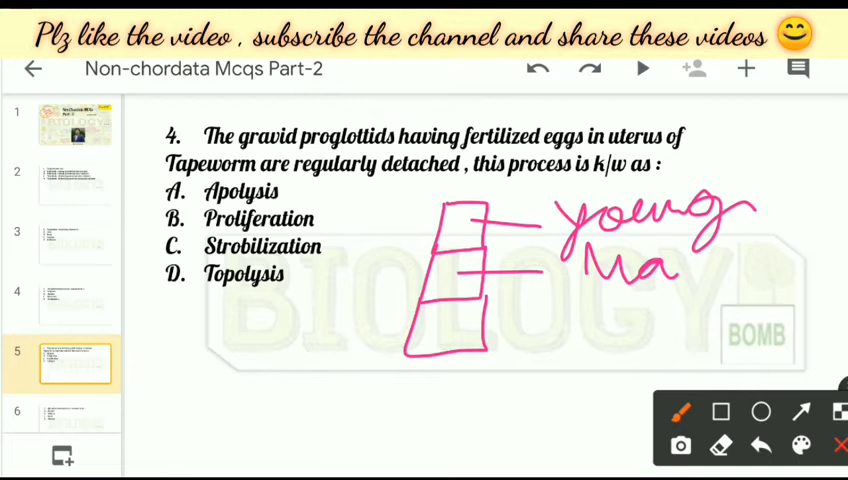 Plz like the video , subscribe the channel and share these videos 😊
Non-chordata Mcqs Part-2
1
2
3
4
5
6
4. The gravid proglottids having fertilized eggs in uterus of
Tapeworm are regularly detached , this process is k/w as :
A. Apolysis
B. Proliferation
C. Strobilization
D. Topolysis
young
Ma
BIOLOGY
BOMB